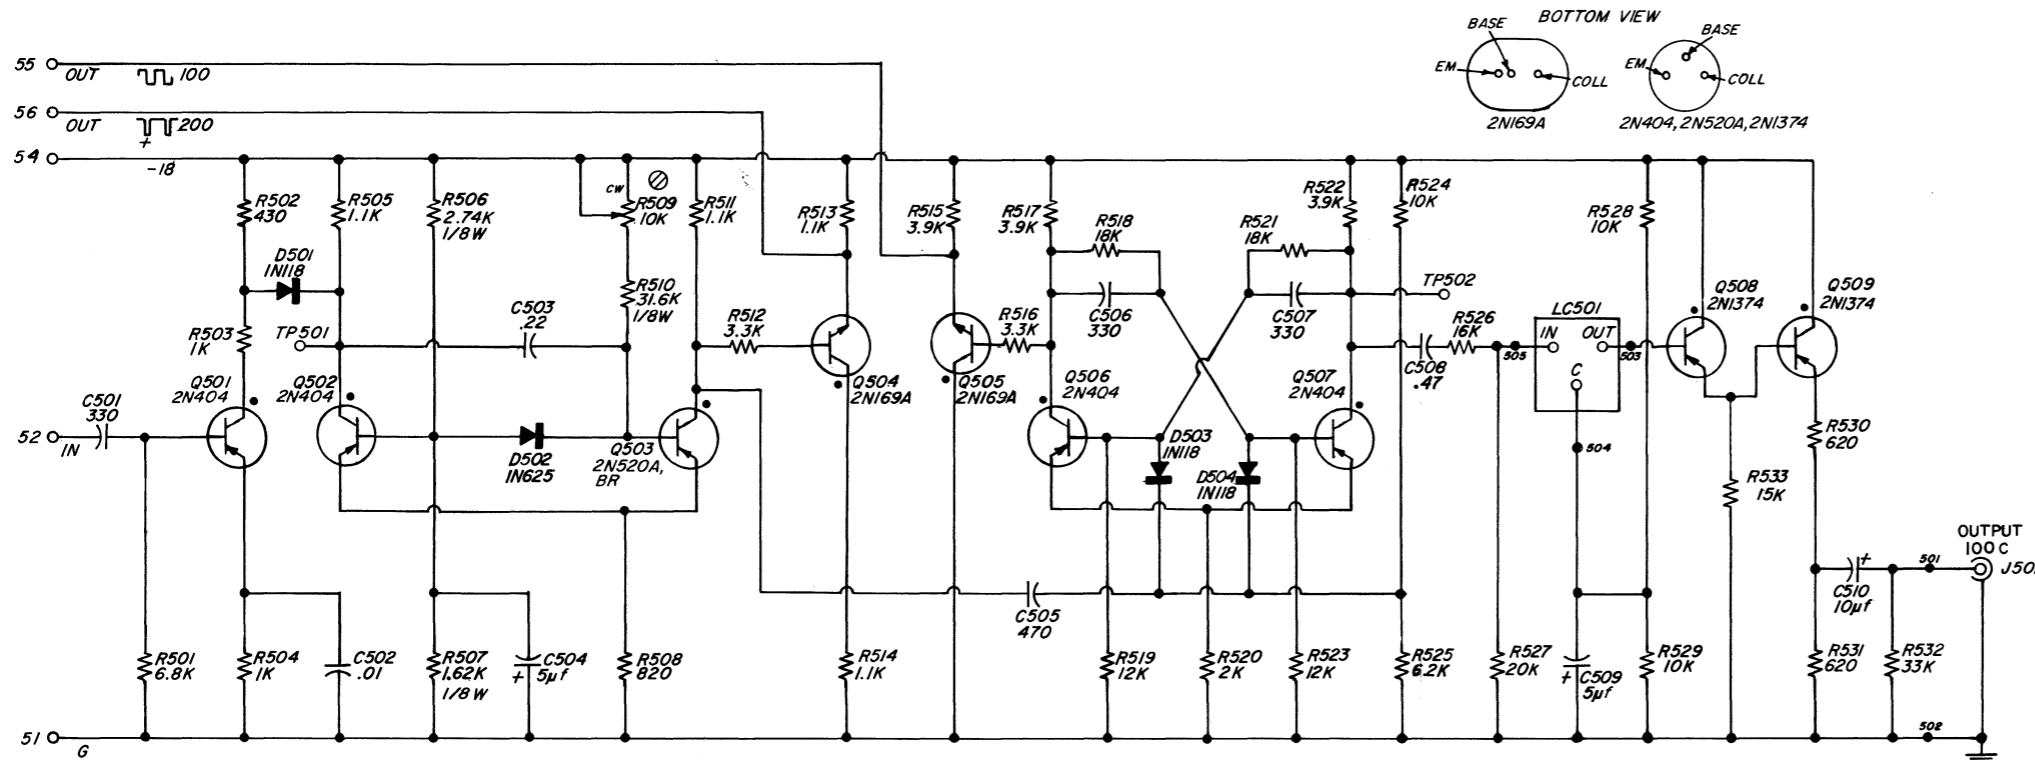 BOTTOM VIEW
BASE
EM
COLL
2N169A
BASE
EM
COLL
2N404, 2N520A, 2N1374
55
OUT
100
56
OUT
200
+
54
-18
R502
430
R505
1.1K
R506
2.74K
1/8W
CW
R509
10K
R511
1.1K
R513
1.1K
R515
3.9K
R517
3.9K
R518
18K
R521
18K
R522
3.9K
R524
10K
R528
10K
D501
1N118
R510
31.6K
1/8W
C506
330
C507
330
TP502
Q508
2N1374
Q509
2N1374
R503
1K
TP501
C503
.22
R512
3.3K
R516
3.3K
R526
16K
LC501
IN
OUT
C
505
503
C508
.47
Q501
2N404
Q502
2N404
Q504
2N169A
Q505
2N169A
Q506
2N404
Q507
2N404
C501
330
52
IN
D502
1N625
Q503
2N520A,
BR
D503
1N118
D504
1N118
504
R530
620
R533
15K
OUTPUT
100C
501
J50
C505
470
C510
10µf
+
R501
6.8K
R504
1K
C502
.01
R507
1.62K
1/8W
C504
5µf
+
R508
820
R514
1.1K
R519
12K
R520
2K
R523
12K
R525
6.2K
R527
20K
C509
5µf
+
R529
10K
R531
620
R532
33K
51
G
502